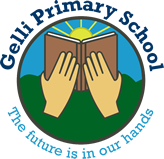 Gelli Primary School
The future is in our hands